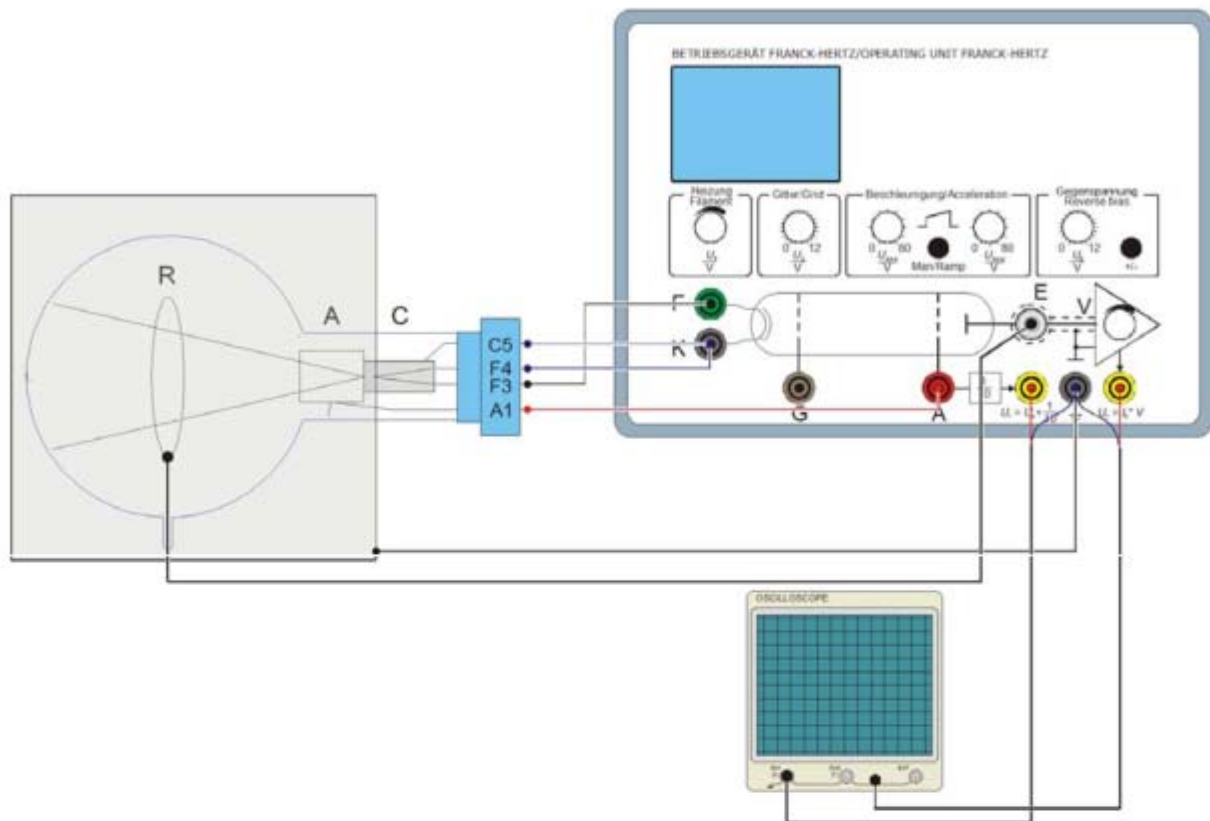 BETRIEBSGERÄT FRANCK-HERTZ/OPERATING UNIT FRANCK-HERTZ
Heizung
Filament
Gitter/Grid
Beschleunigung/Acceleration
Gegenspannung
Reverse bias
0 12
0 80
0 80
0 12
V
V
V
V
V
Man/Ramp
+/-
R
A
C
C5
F4
F3
A1
F
K
G
A
E
V
OSCILLOSCOPE